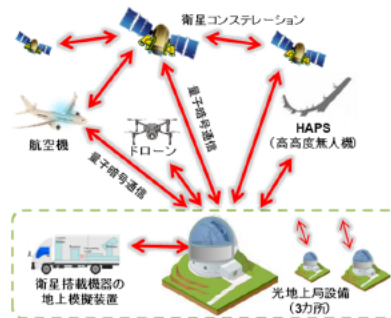 衛星コンステレーション
量子暗号通信
航空機
ドローン
HAPS
(高高度無人機)
量子暗号通信
衛星搭載機器の
地上模擬装置
光地上局設備
(3カ所)